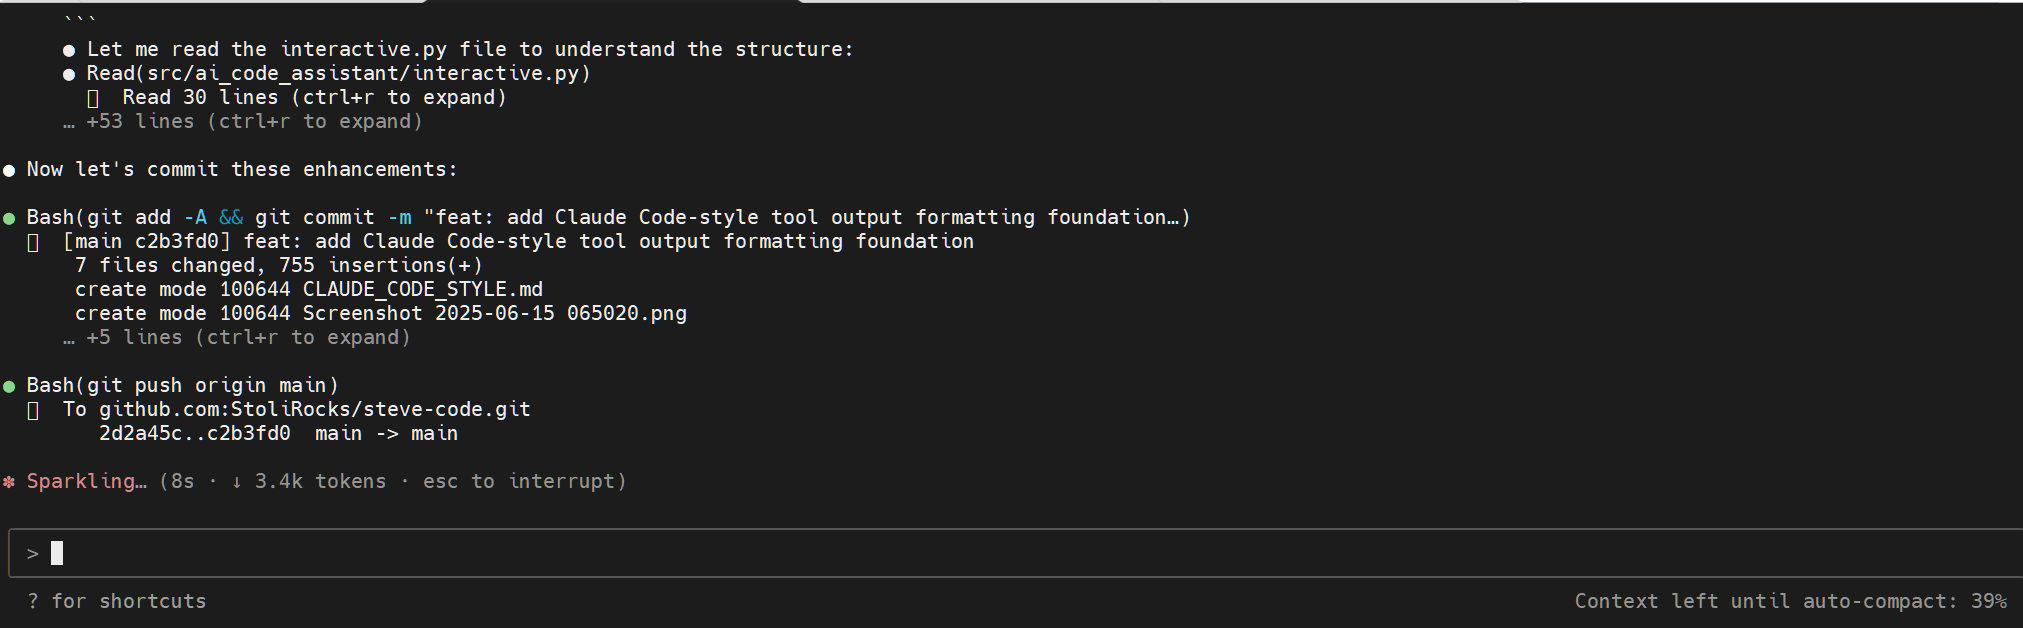 ```
● Let me read the interactive.py file to understand the structure:
● Read(src/ai_code_assistant/interactive.py)
Read 30 lines (ctrl+r to expand)
… +53 lines (ctrl+r to expand)
● Now let's commit these enhancements:
● Bash(git add -A && git commit -m "feat: add Claude Code-style tool output formatting foundation…)
[main c2b3fd0] feat: add Claude Code-style tool output formatting foundation
7 files changed, 755 insertions(+)
create mode 100644 CLAUDE_CODE_STYLE.md
create mode 100644 Screenshot 2025-06-15 065020.png
… +5 lines (ctrl+r to expand)
● Bash(git push origin main)
To github.com:StoliRocks/steve-code.git
2d2a45c..c2b3fd0  main -> main
✽ Sparkling… (8s · ↓ 3.4k tokens · esc to interrupt)
>
? for shortcuts
Context left until auto-compact: 39%